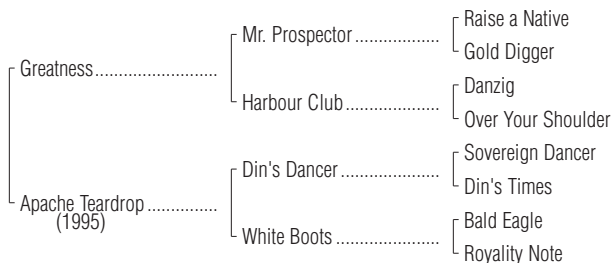 Raise a Native
Mr. Prospector ..................
Gold Digger
Greatness..........................
Danzig
Harbour Club ....................
Over Your Shoulder
Sovereign Dancer
Din's Dancer .....................
Din's Times
Apache Teardrop ...............
(1995)
Bald Eagle
White Boots ......................
Royality Note